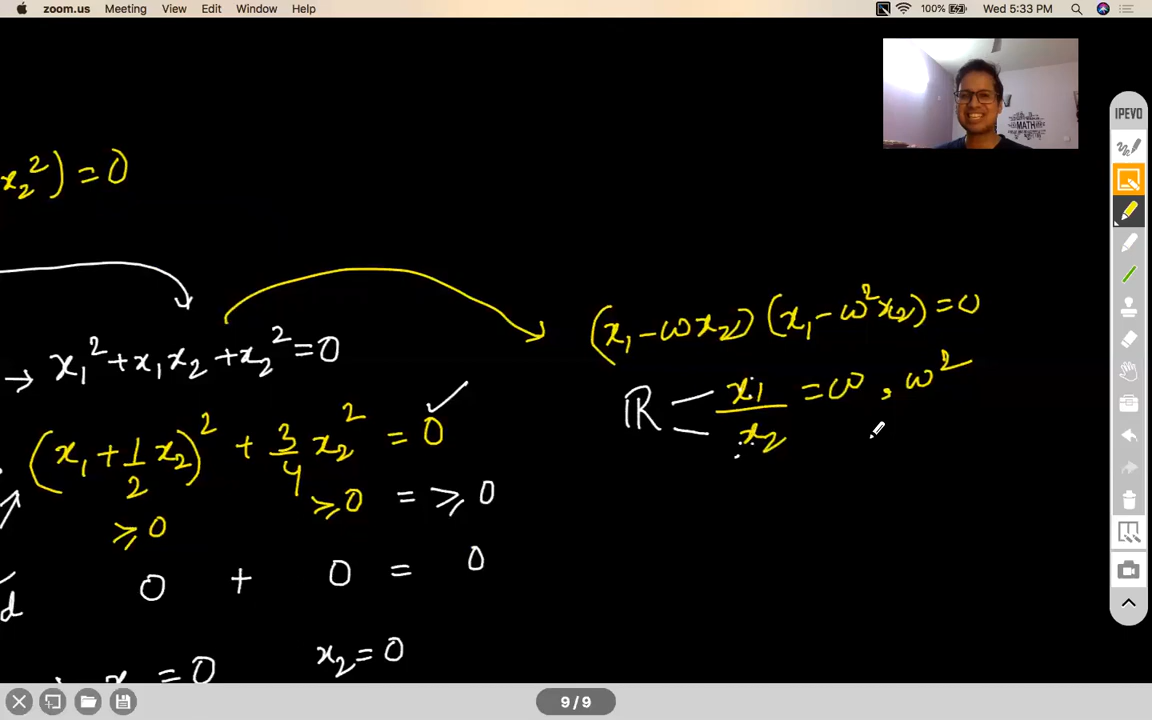 zoom.us Meeting View Edit Window Help 100% Wed 5:33 PM
MATH
IPEVO
x₂²) = 0
(x₁ - ωx₂) (x₁ - ω²x₂) = 0
→ x₁² + x₁x₂ + x₂² = 0
ℝ x₁/x₂ = ω, ω²
(x₁ + 1/2 x₂)² + 3/4 x₂² = 0 ✓
≥0 ≥0 = ≥0
0 + 0 = 0
d
x = 0 x₂ = 0
9 / 9